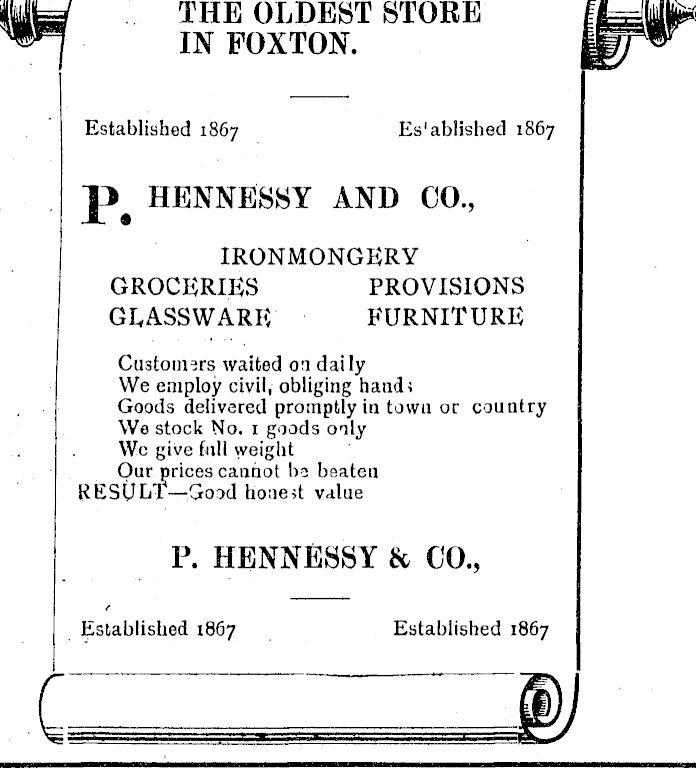 THE OLDEST STORE
IN FOXTON.
Established 1867 Es'ablished 1867
P. HENNESSY AND CO.,
IRONMONGERY
GROCERIES PROVISIONS
GLASSWARE FURNITURE
Customers waited on daily
We employ civil, obliging hands
Goods delivered promptly in town or country
We stock No. 1 goods only
We give full weight
Our prices cannot be beaten
RESULT—Good honest value
P. HENNESSY & CO.,
Established 1867 Established 1867